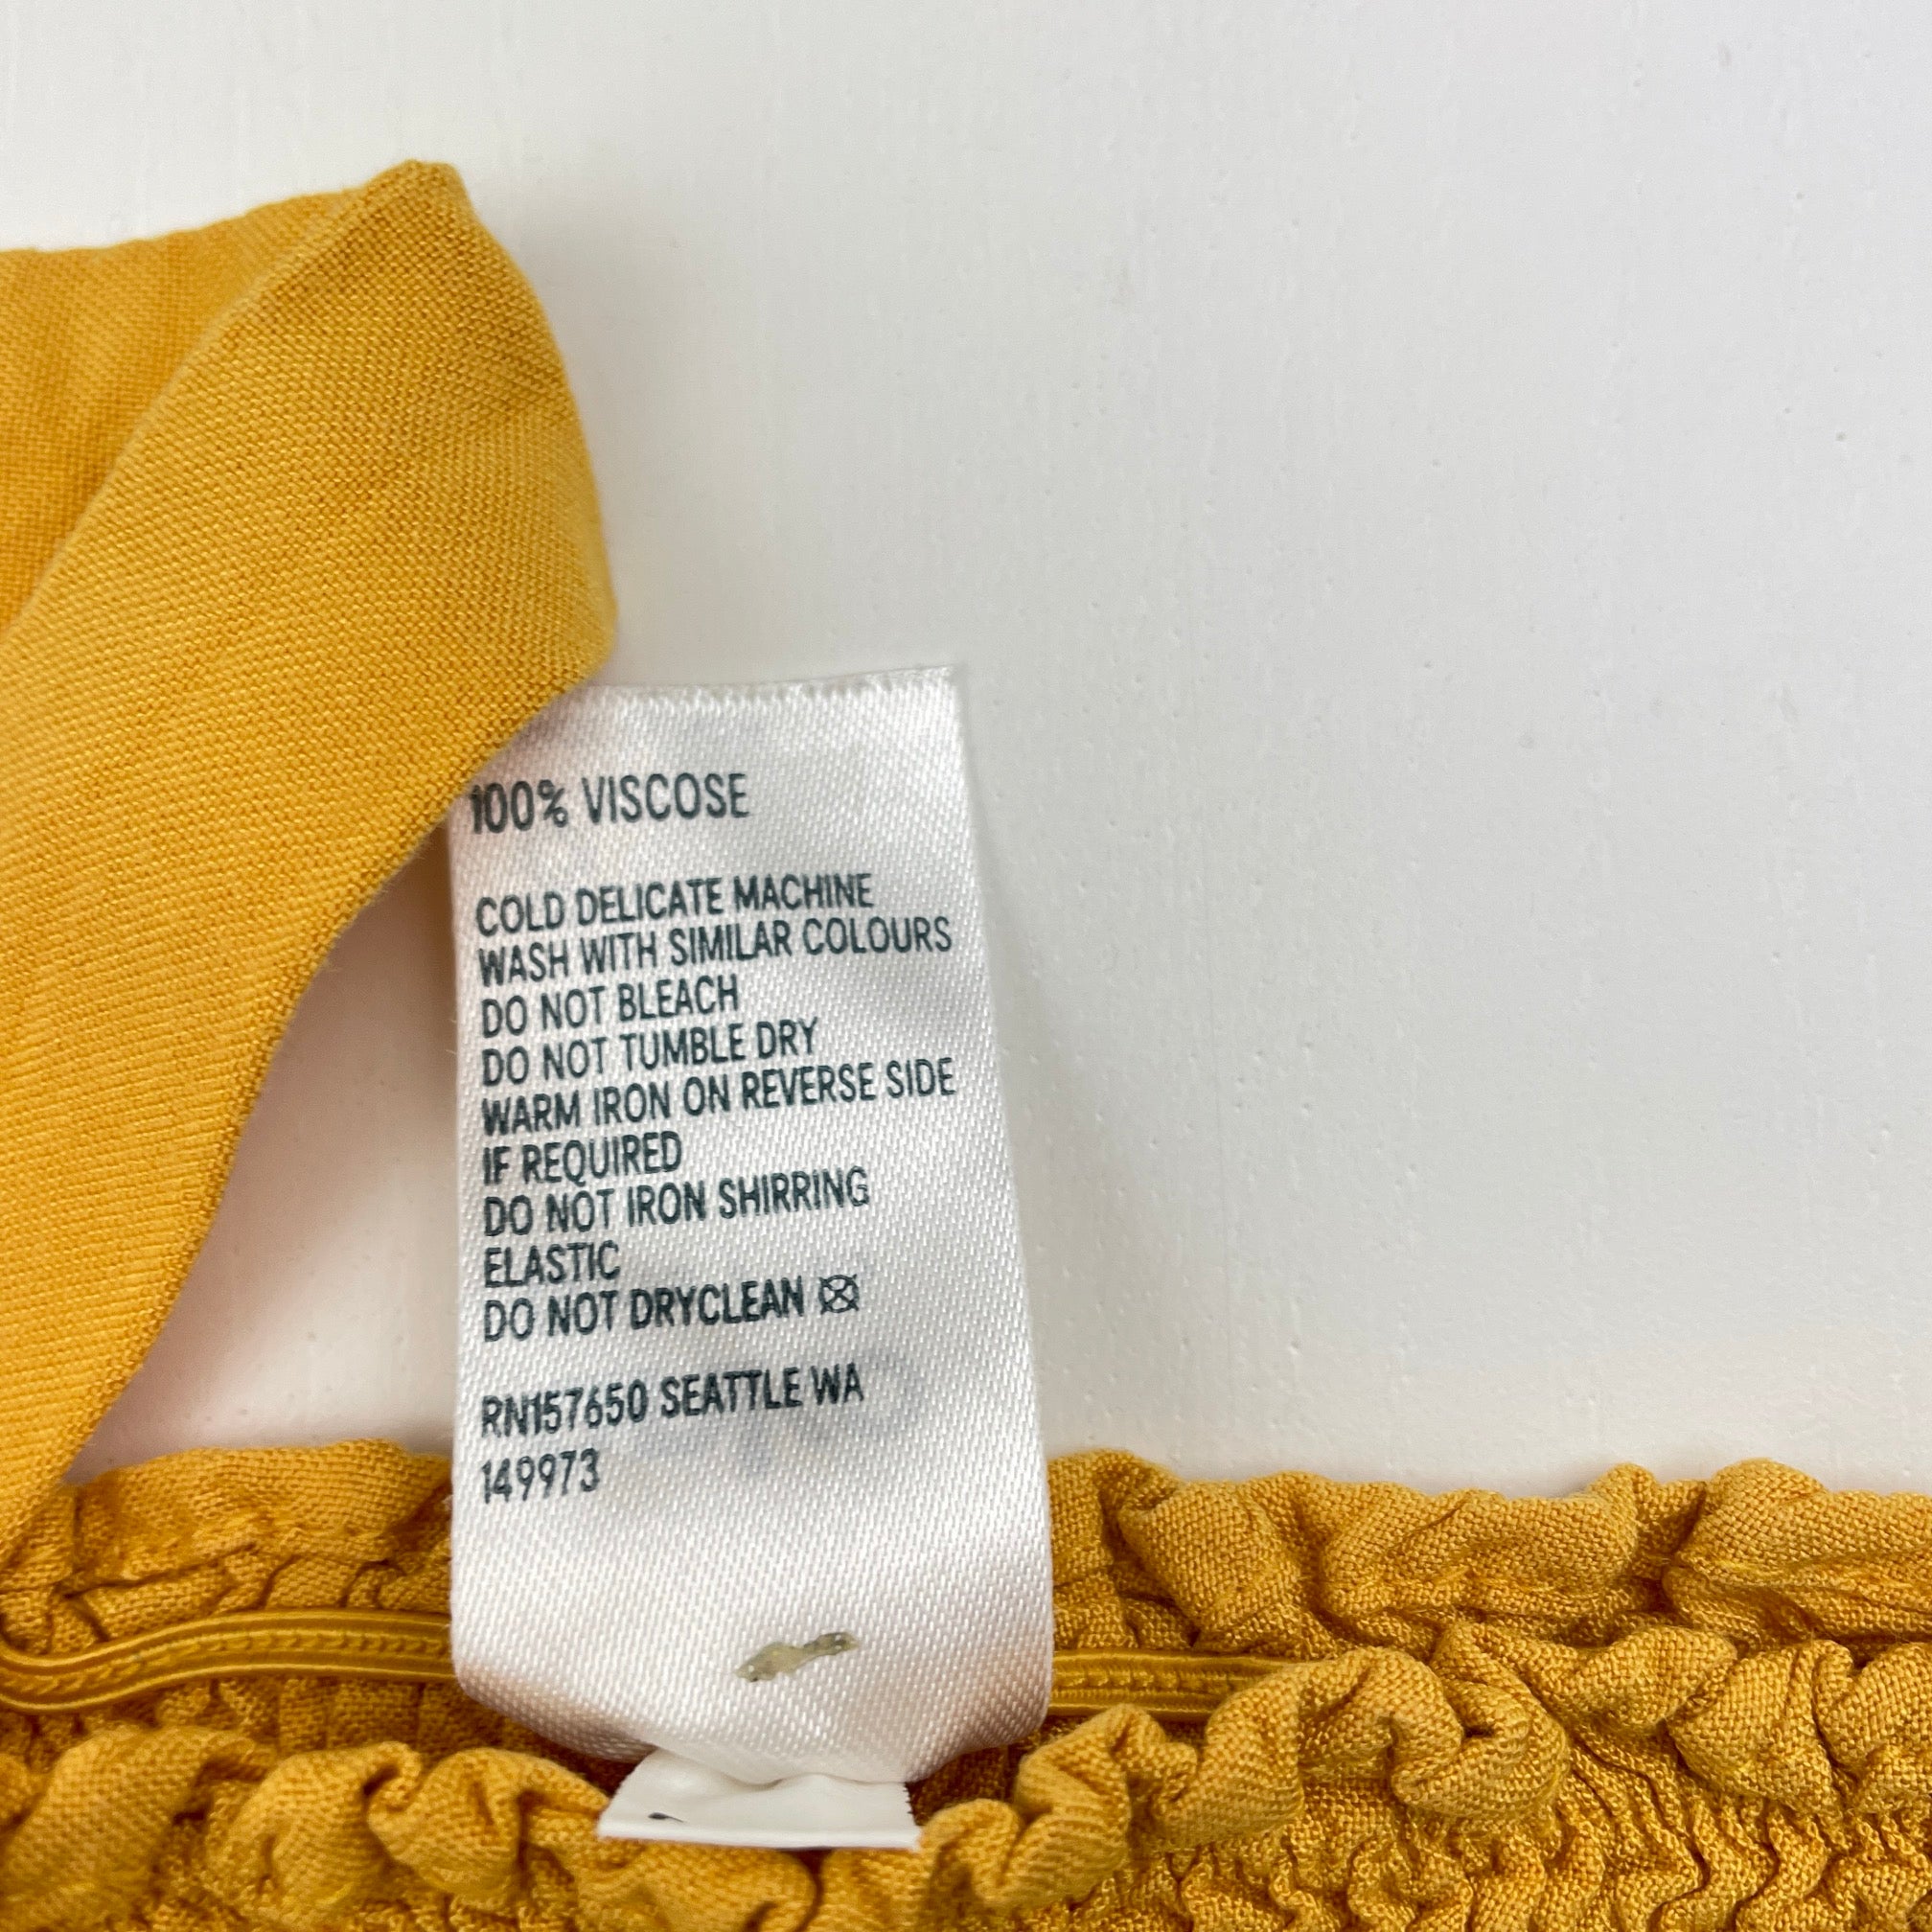 100% VISCOSE
COLD DELICATE MACHINE
WASH WITH SIMILAR COLOURS
DO NOT BLEACH
DO NOT TUMBLE DRY
WARM IRON ON REVERSE SIDE
IF REQUIRED
DO NOT IRON SHIRRING
ELASTIC
DO NOT DRYCLEAN
RN157650 SEATTLE WA
149973